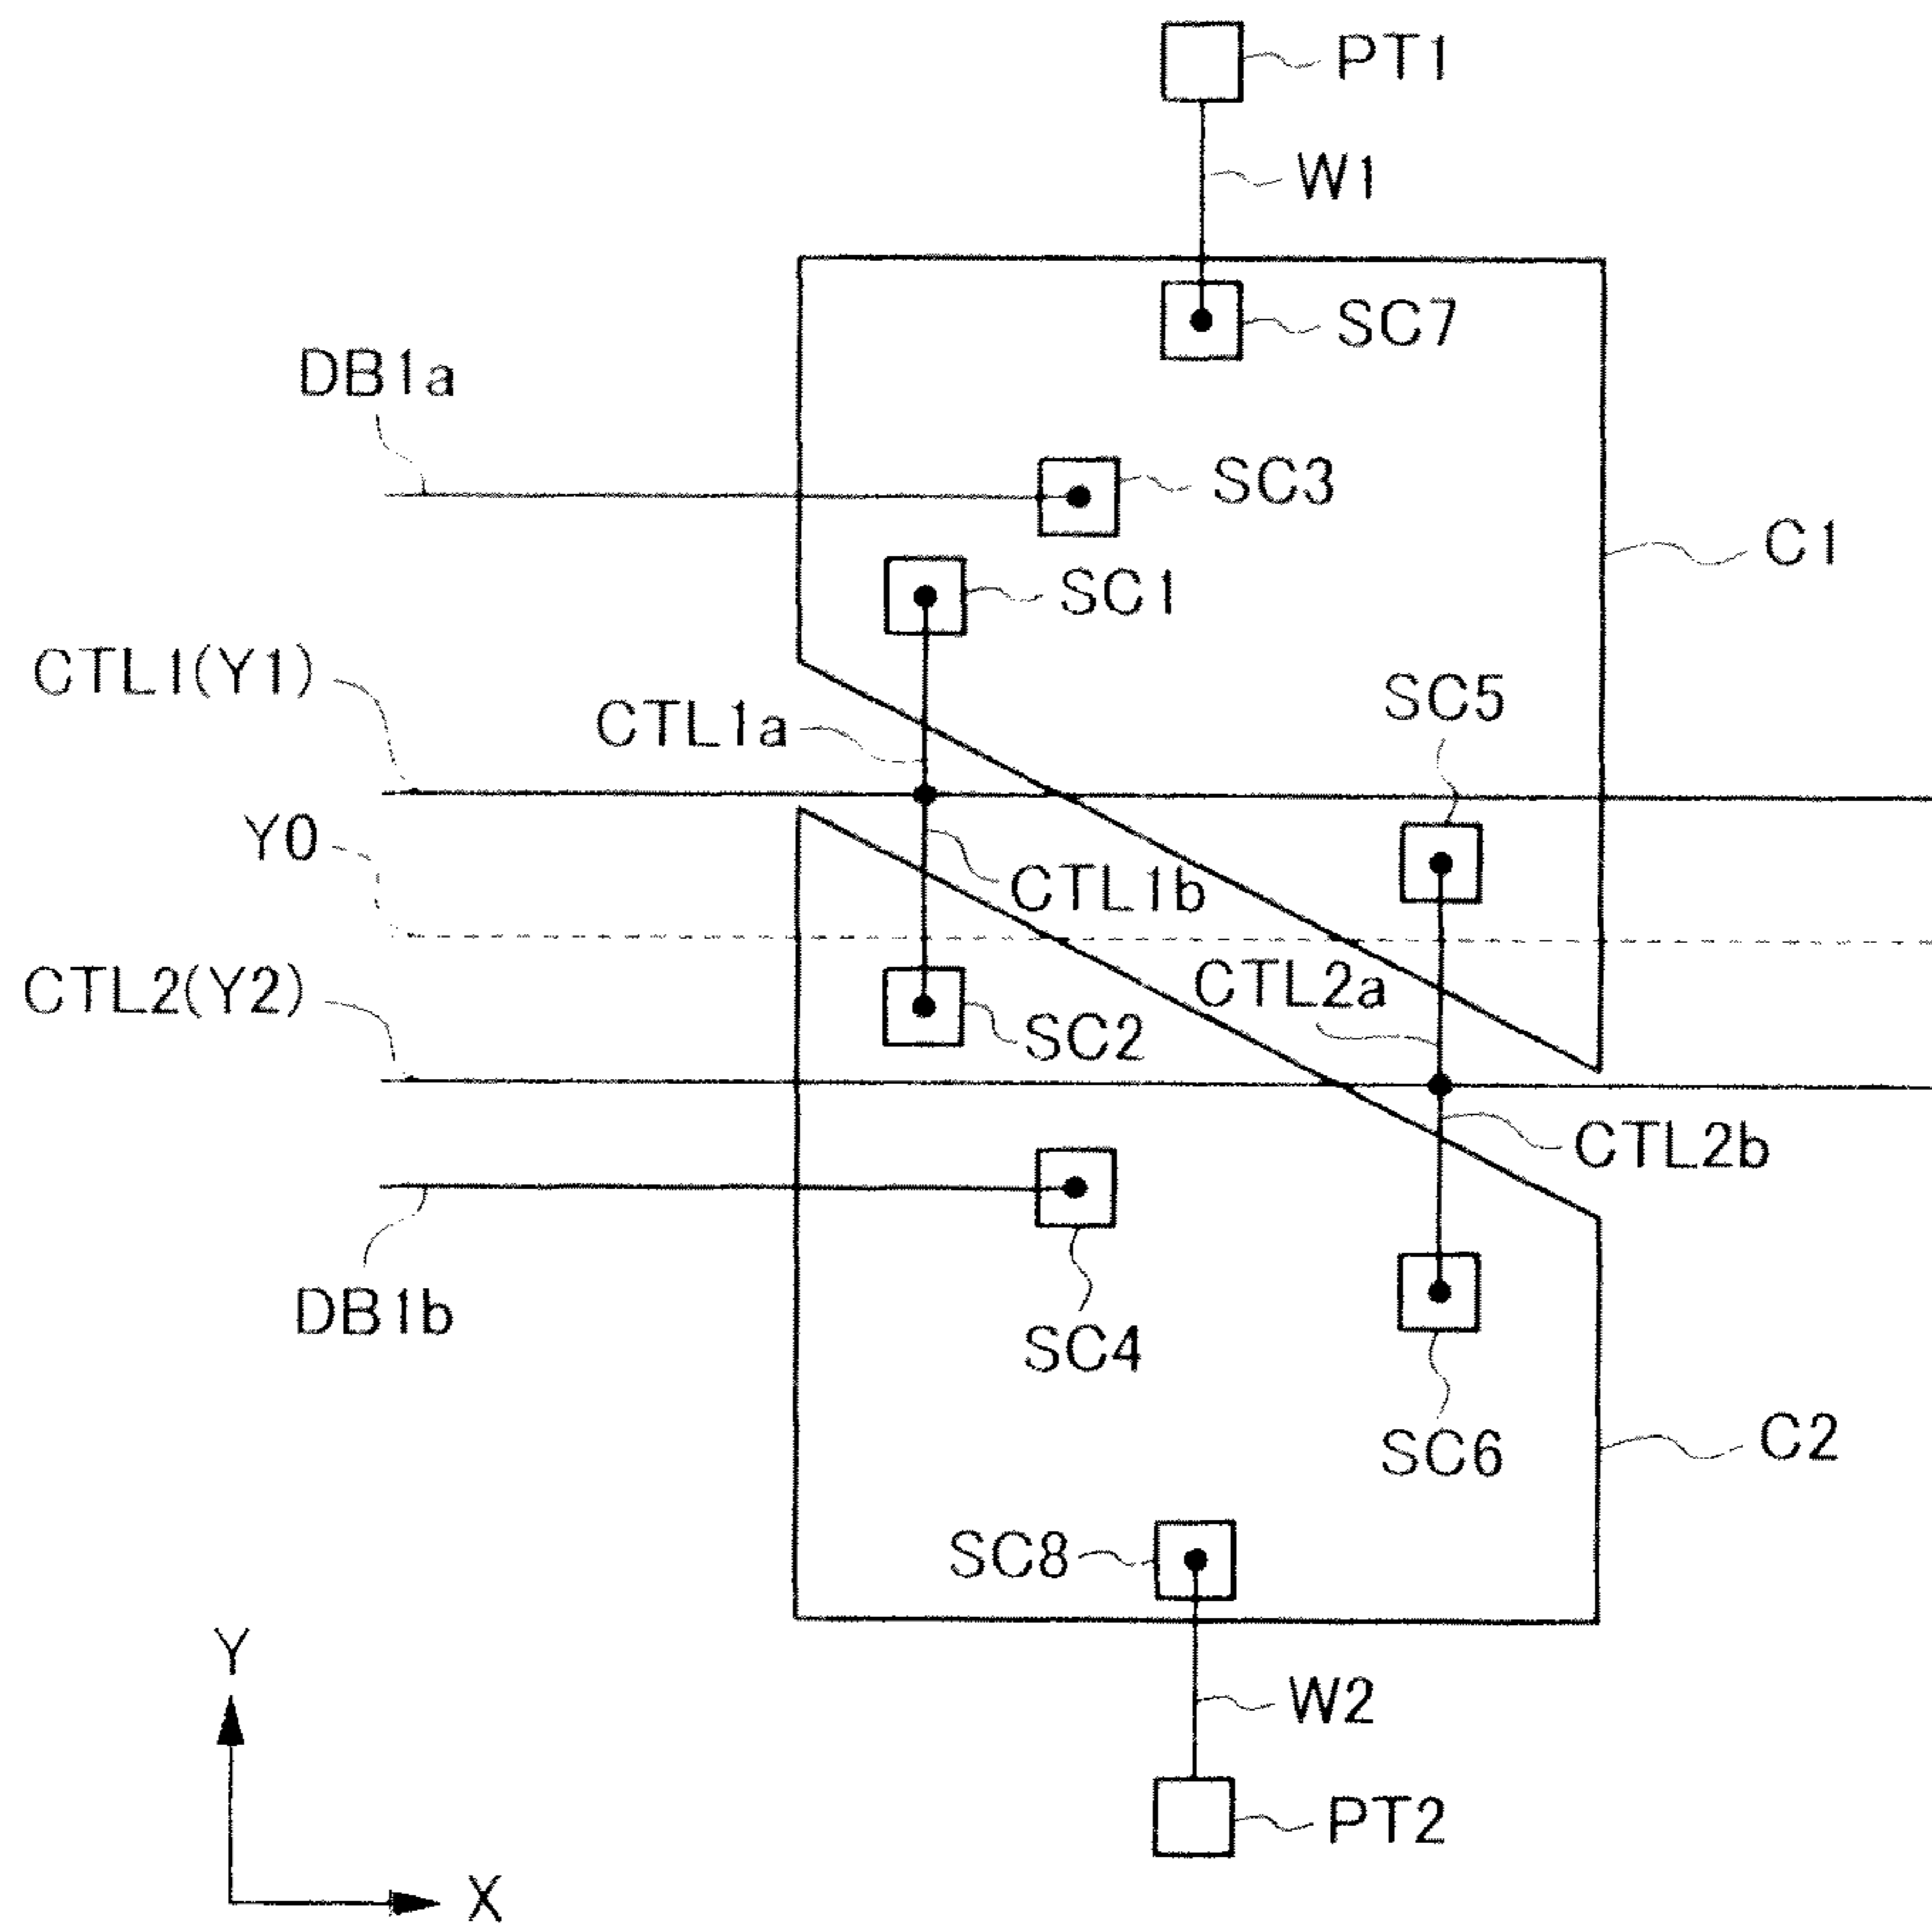 PT1
W1
SC7
DB1a
SC3
C1
SC1
CTL1(Y1)
CTL1a
SC5
Y0
CTL1b
CTL2(Y2)
CTL2a
SC2
CTL2b
SC4
DB1b
SC6
C2
SC8
Y
W2
PT2
X